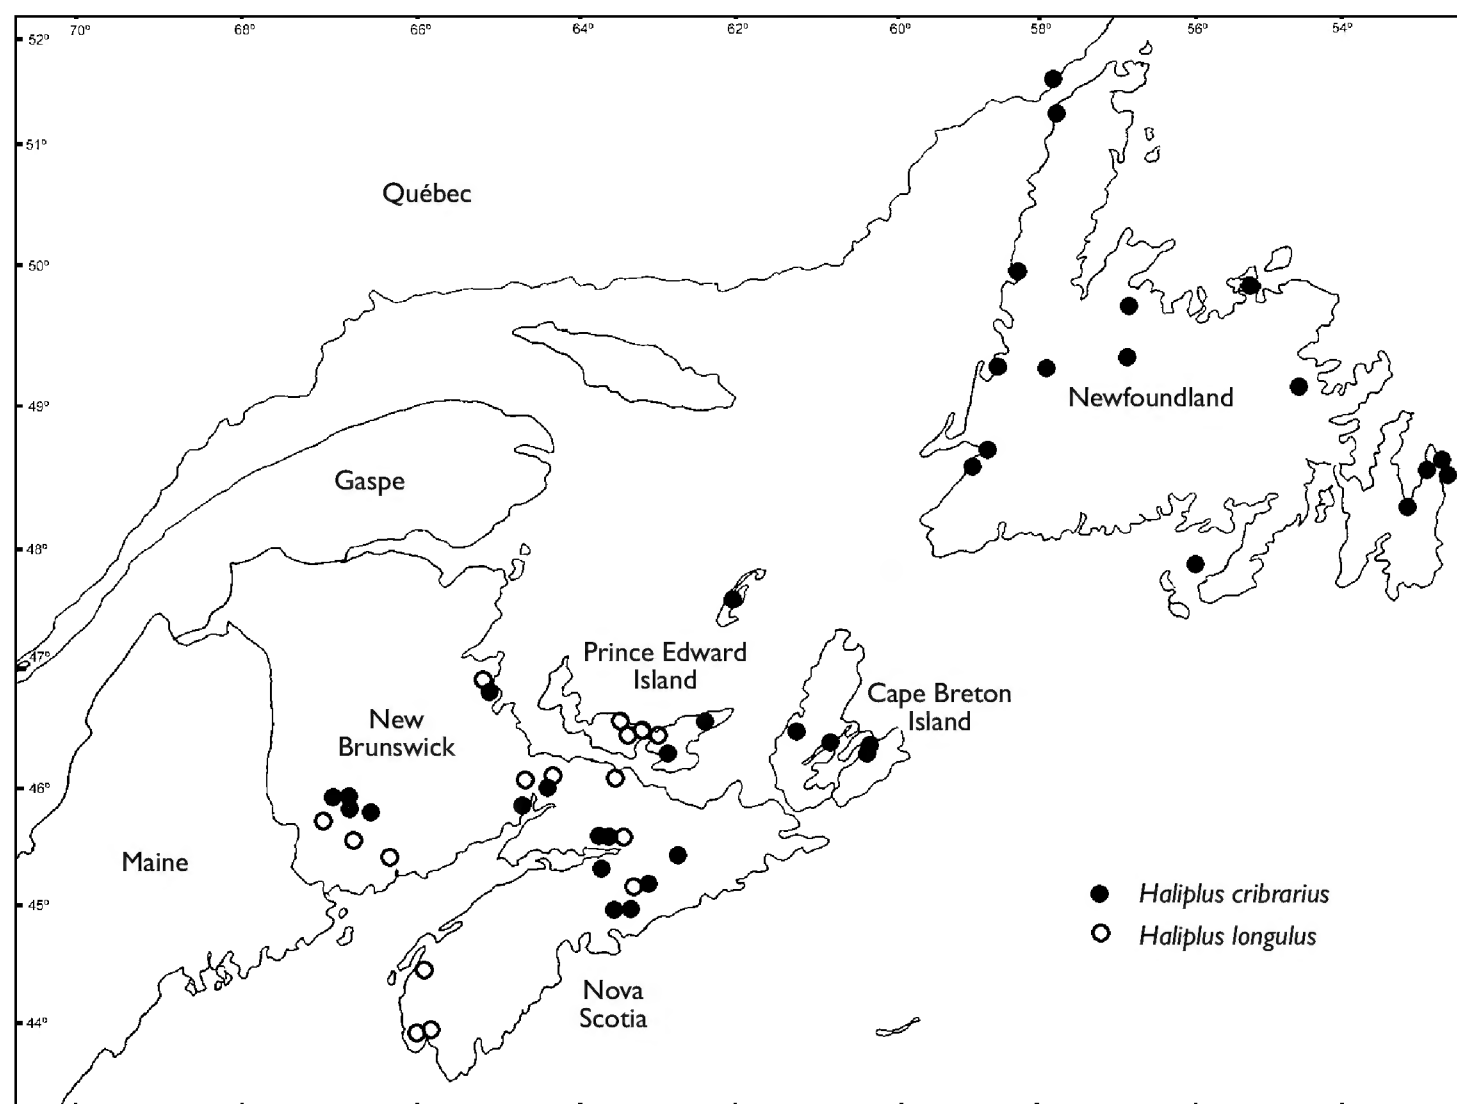 70° 68° 66° 64° 62° 60° 58° 56° 54°
52°
51°
Québec
50°
Newfoundland
49°
Gaspe
48°
47°
Prince Edward
Island
Cape Breton
Island
New
Brunswick
46°
Maine
Haliplus cribrarius
45°
Haliplus longulus
Nova
Scotia
44°